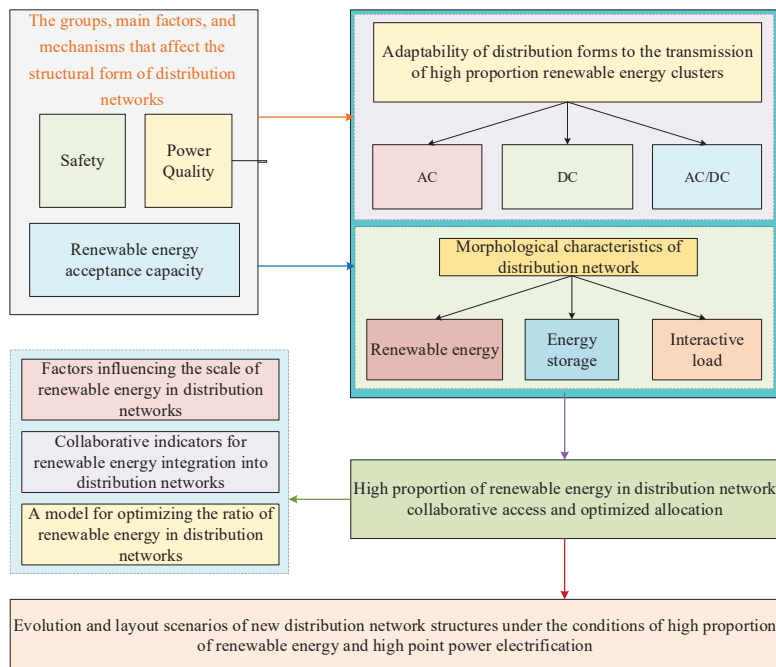 The groups, main factors, and
mechanisms that affect the
structural form of distribution
networks
Safety
Power
Quality
Renewable energy
acceptance capacity
Adaptability of distribution forms to the transmission
of high proportion renewable energy clusters
AC
DC
AC/DC
Morphological characteristics of
distribution network
Renewable energy
Energy
storage
Interactive
load
Factors influencing the scale of
renewable energy in distribution
networks
Collaborative indicators for
renewable energy integration into
distribution networks
A model for optimizing the ratio of
renewable energy in distribution
networks
High proportion of renewable energy in distribution network
collaborative access and optimized allocation
Evolution and layout scenarios of new distribution network structures under the conditions of high proportion
of renewable energy and high point power electrification